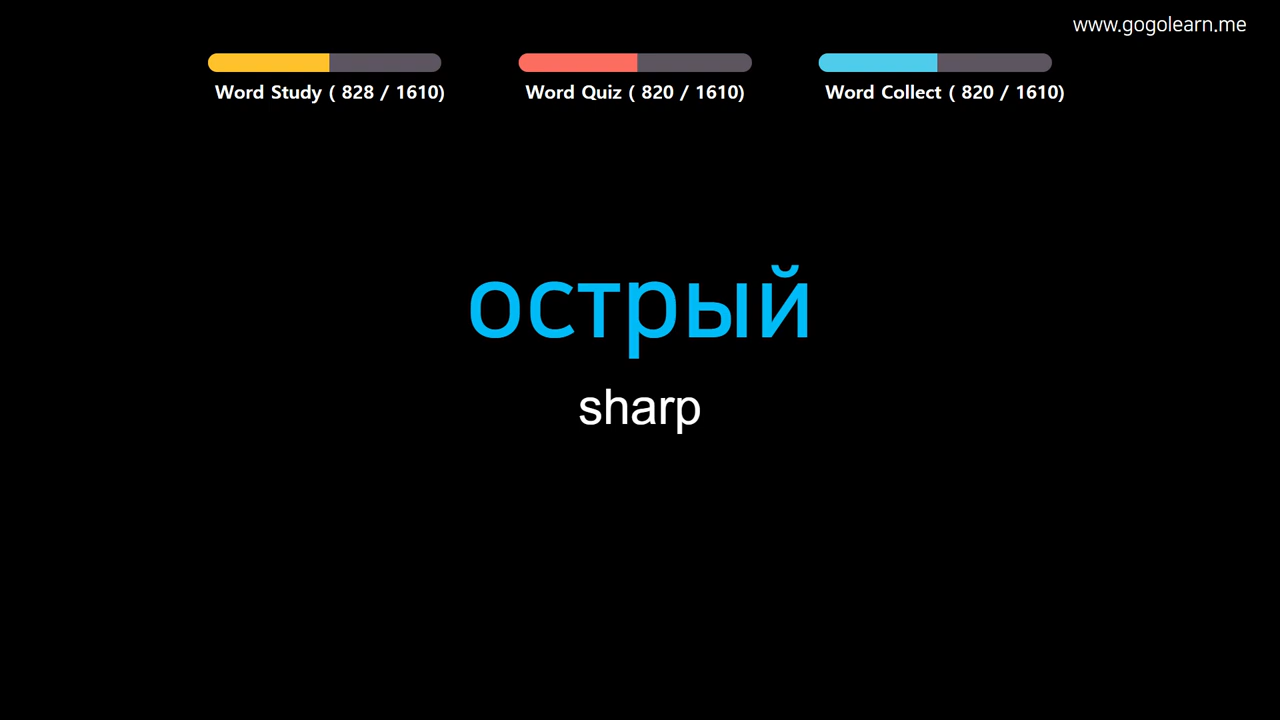 www.gogolearn.me
Word Study ( 828 / 1610)
Word Quiz ( 820 / 1610)
Word Collect ( 820 / 1610)
острый
sharp